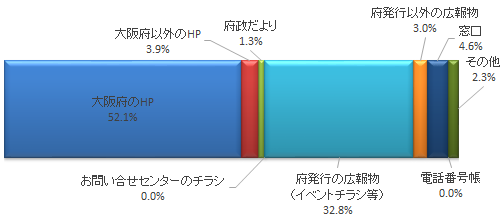 府発行以外の広報物
3.0%
大阪府以外のHP
3.9%
府政だより
1.3%
窓口
4.6%
その他
2.3%
大阪府のHP
52.1%
お問い合せセンターのチラシ
0.0%
府発行の広報物
（イベントチラシ等）
32.8%
電話番号帳
0.0%